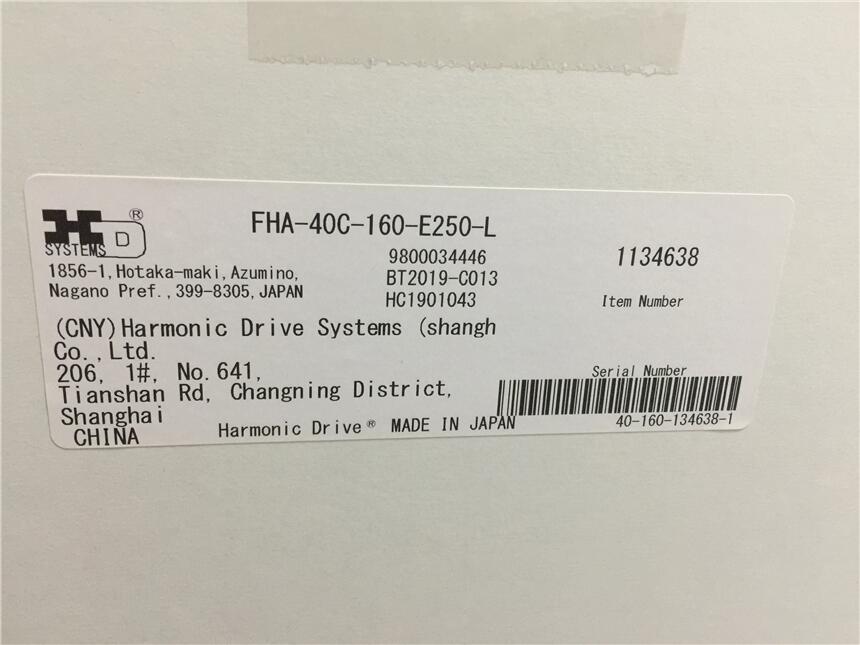 FHA-40C-160-E250-L
HD ®
SYSTEMS
1856-1, Hotaka-maki, Azumino,
Nagano Pref., 399-8305, JAPAN
9800034446
BT2019-C013
HC1901043
1134638
Item Number
(CNY)Harmonic Drive Systems (shangh
Co., Ltd.
206, 1#, No. 641,
Tianshan Rd, Changning District,
Shanghai
CHINA
Harmonic Drive® MADE IN JAPAN
Serial Number
40-160-134638-1